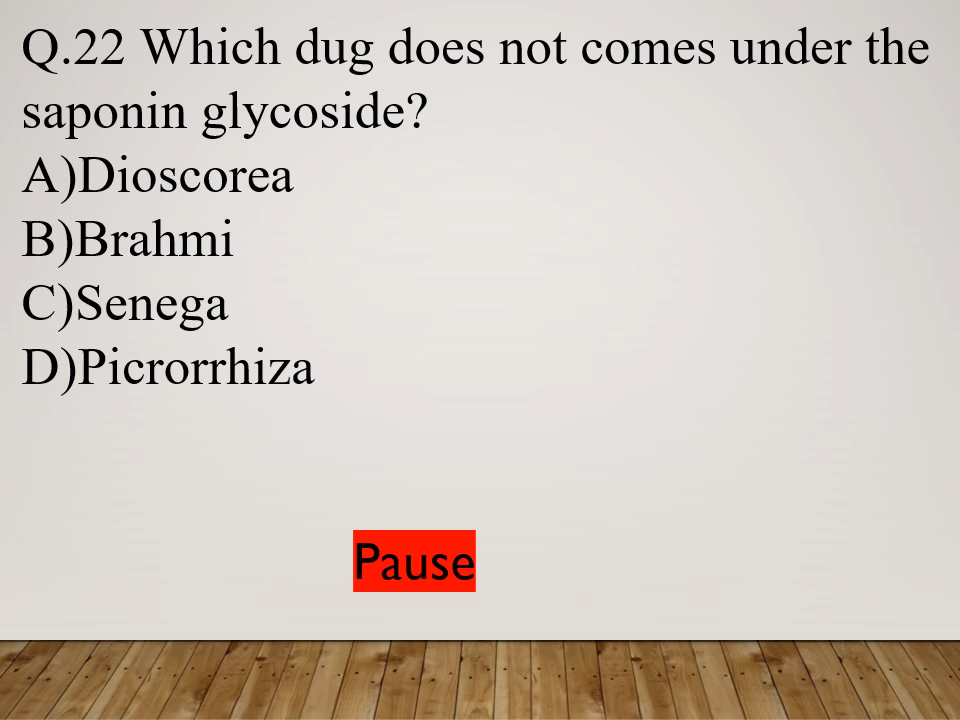 Q.22 Which dug does not comes under the
saponin glycoside?
A)Dioscorea
B)Brahmi
C)Senega
D)Picrorrhiza
Pause